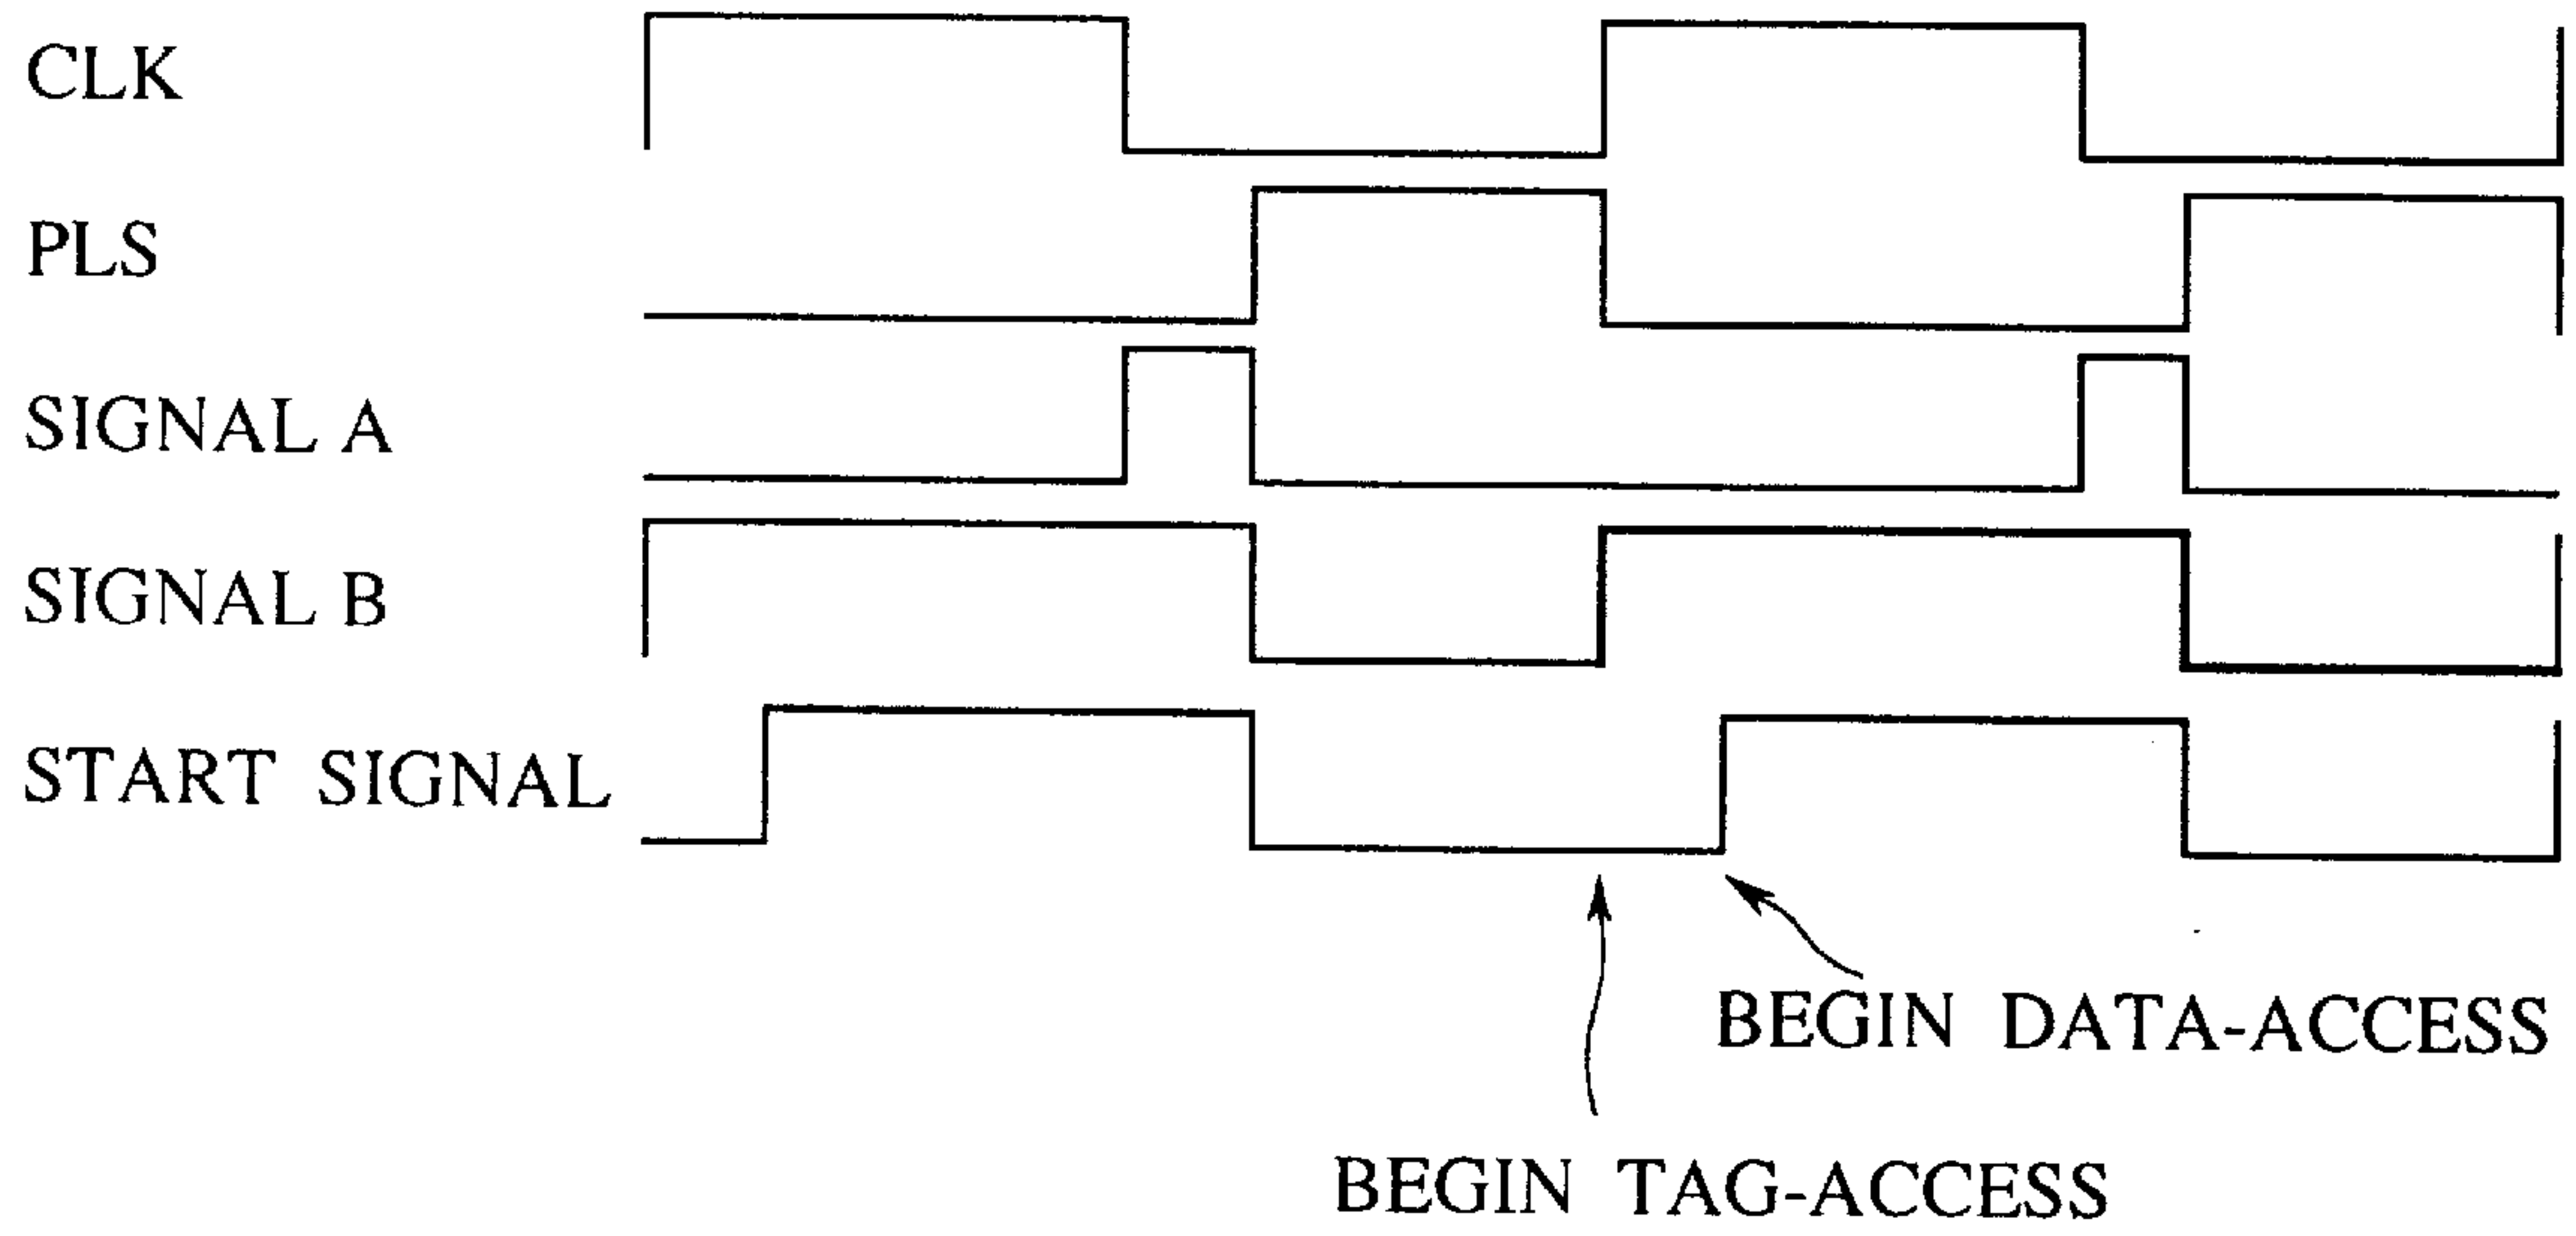 CLK
PLS
SIGNAL A
SIGNAL B
START SIGNAL
BEGIN DATA-ACCESS
BEGIN TAG-ACCESS